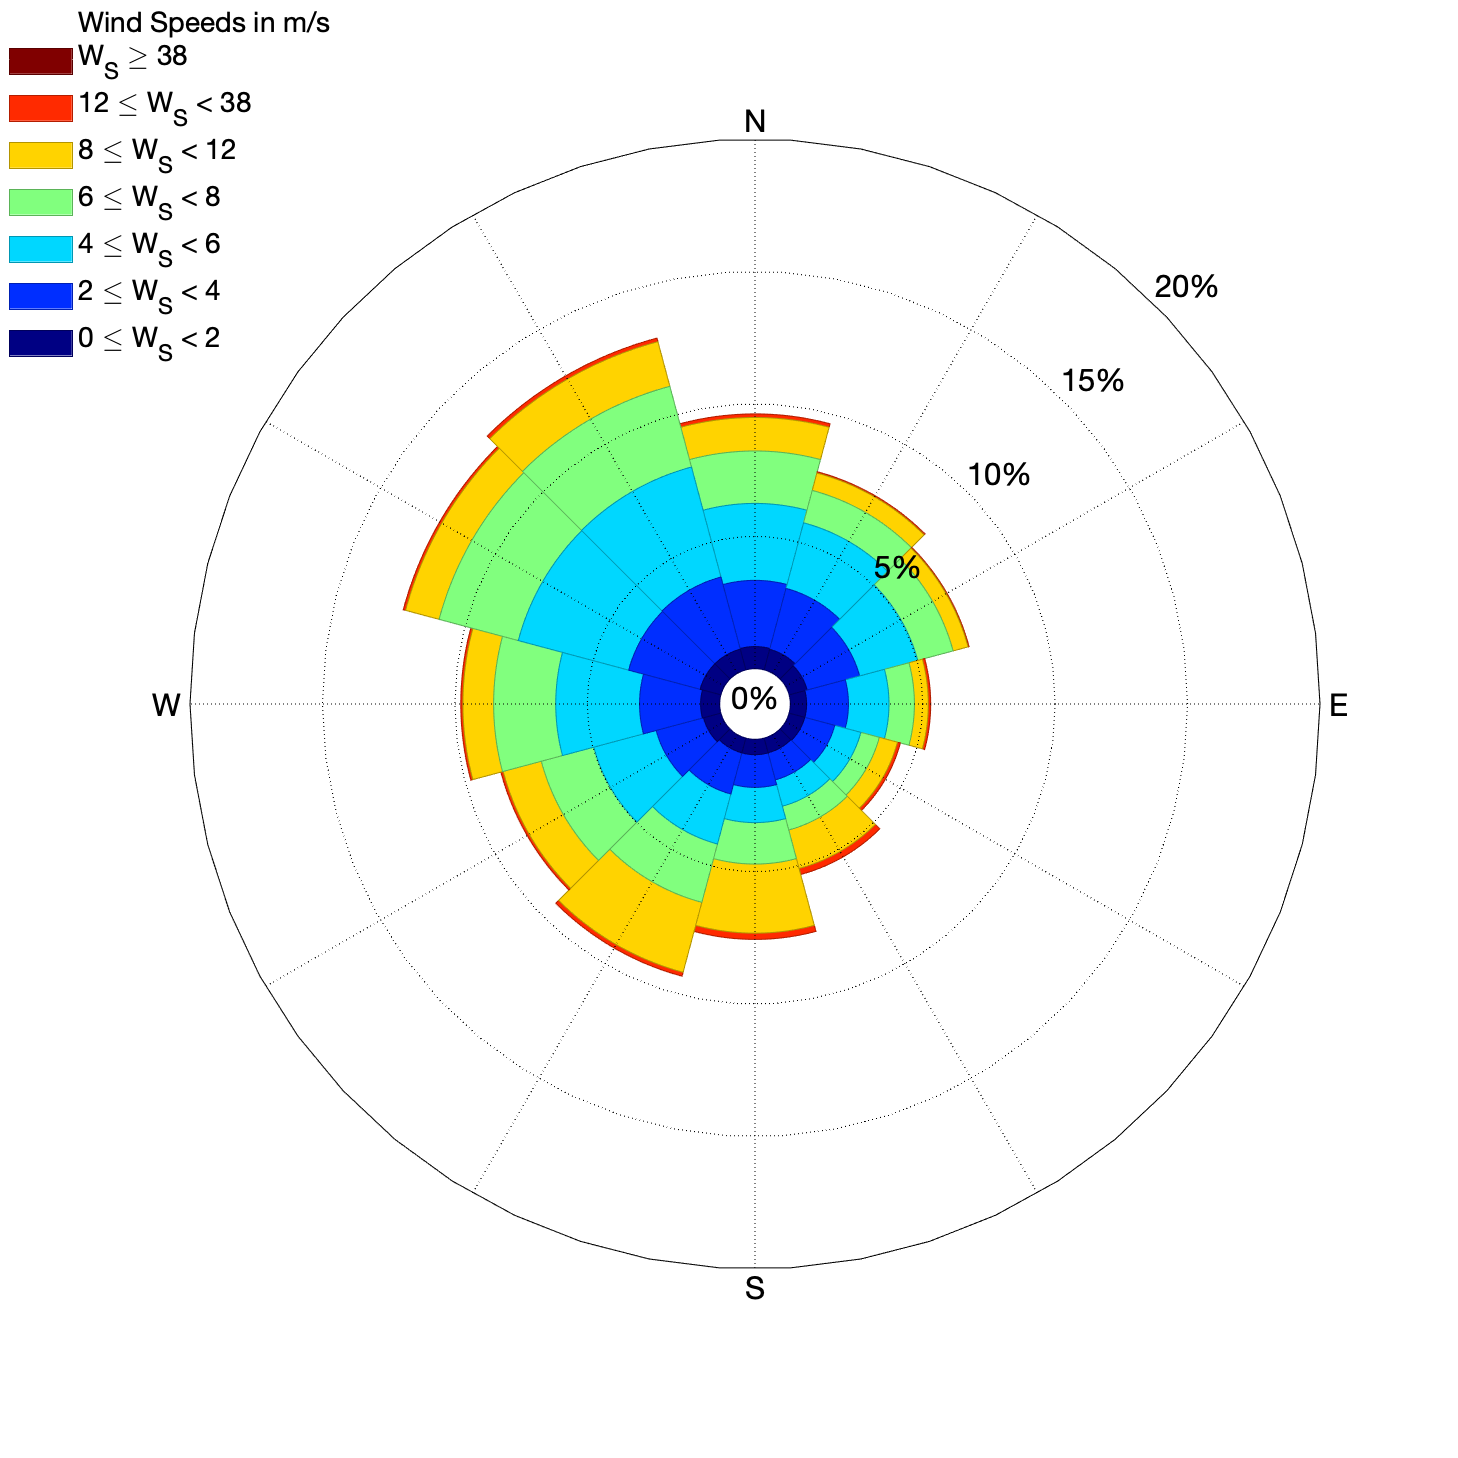 Wind Speeds in m/s
W_S ≥ 38
12 ≤ W_S < 38
8 ≤ W_S < 12
6 ≤ W_S < 8
4 ≤ W_S < 6
2 ≤ W_S < 4
0 ≤ W_S < 2
N
20%
15%
10%
5%
0%
W
E
S